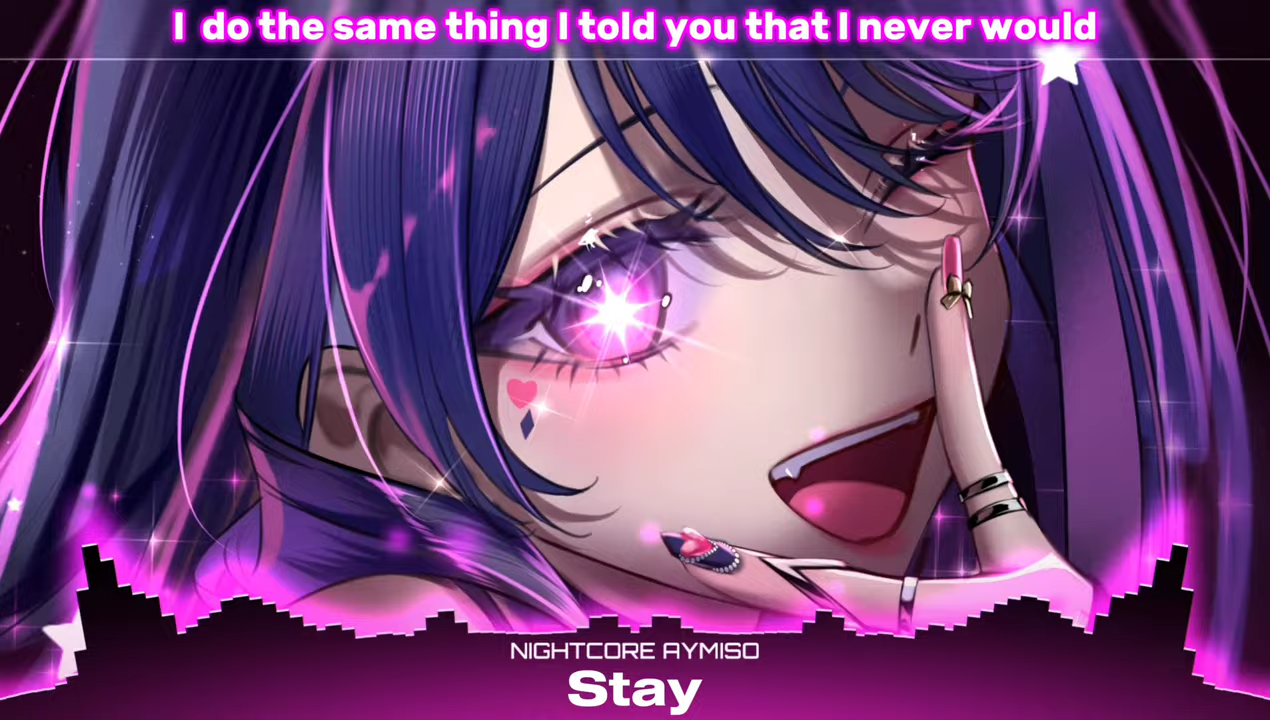 I do the same thing I told you that I never would
NIGHTCORE AYMISO
Stay